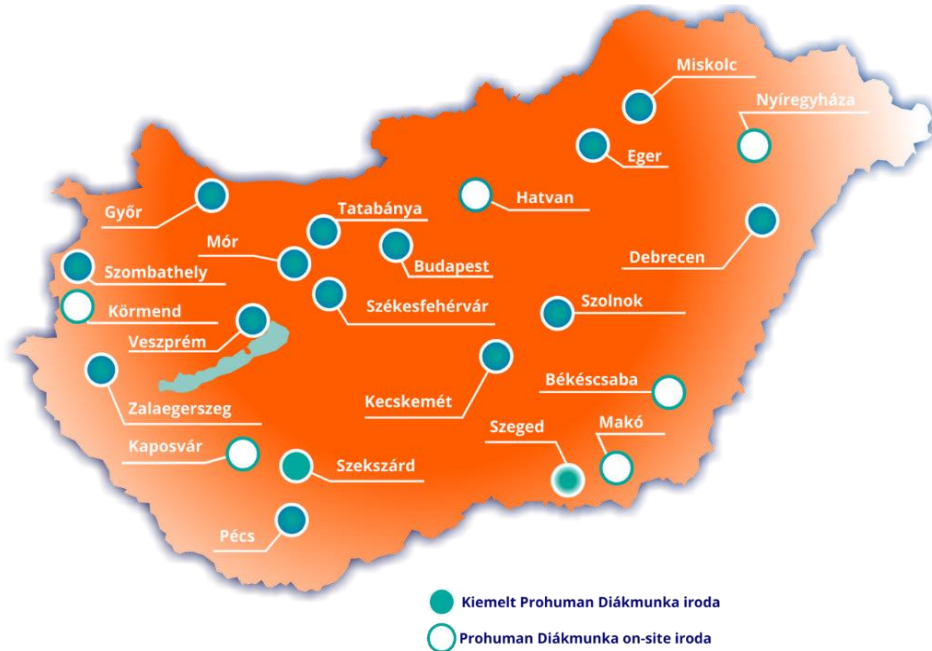 Miskolc
Nyíregyháza
Eger
Hatvan
Győr
Tatabánya
Mór
Budapest
Debrecen
Szombathely
Székesfehérvár
Szolnok
Körmend
Veszprém
Kecskemét
Békéscsaba
Zalaegerszeg
Szeged
Makó
Kaposvár
Szekszárd
Pécs
Kiemelt Prohuman Diákmunka iroda
Prohuman Diákmunka on-site iroda